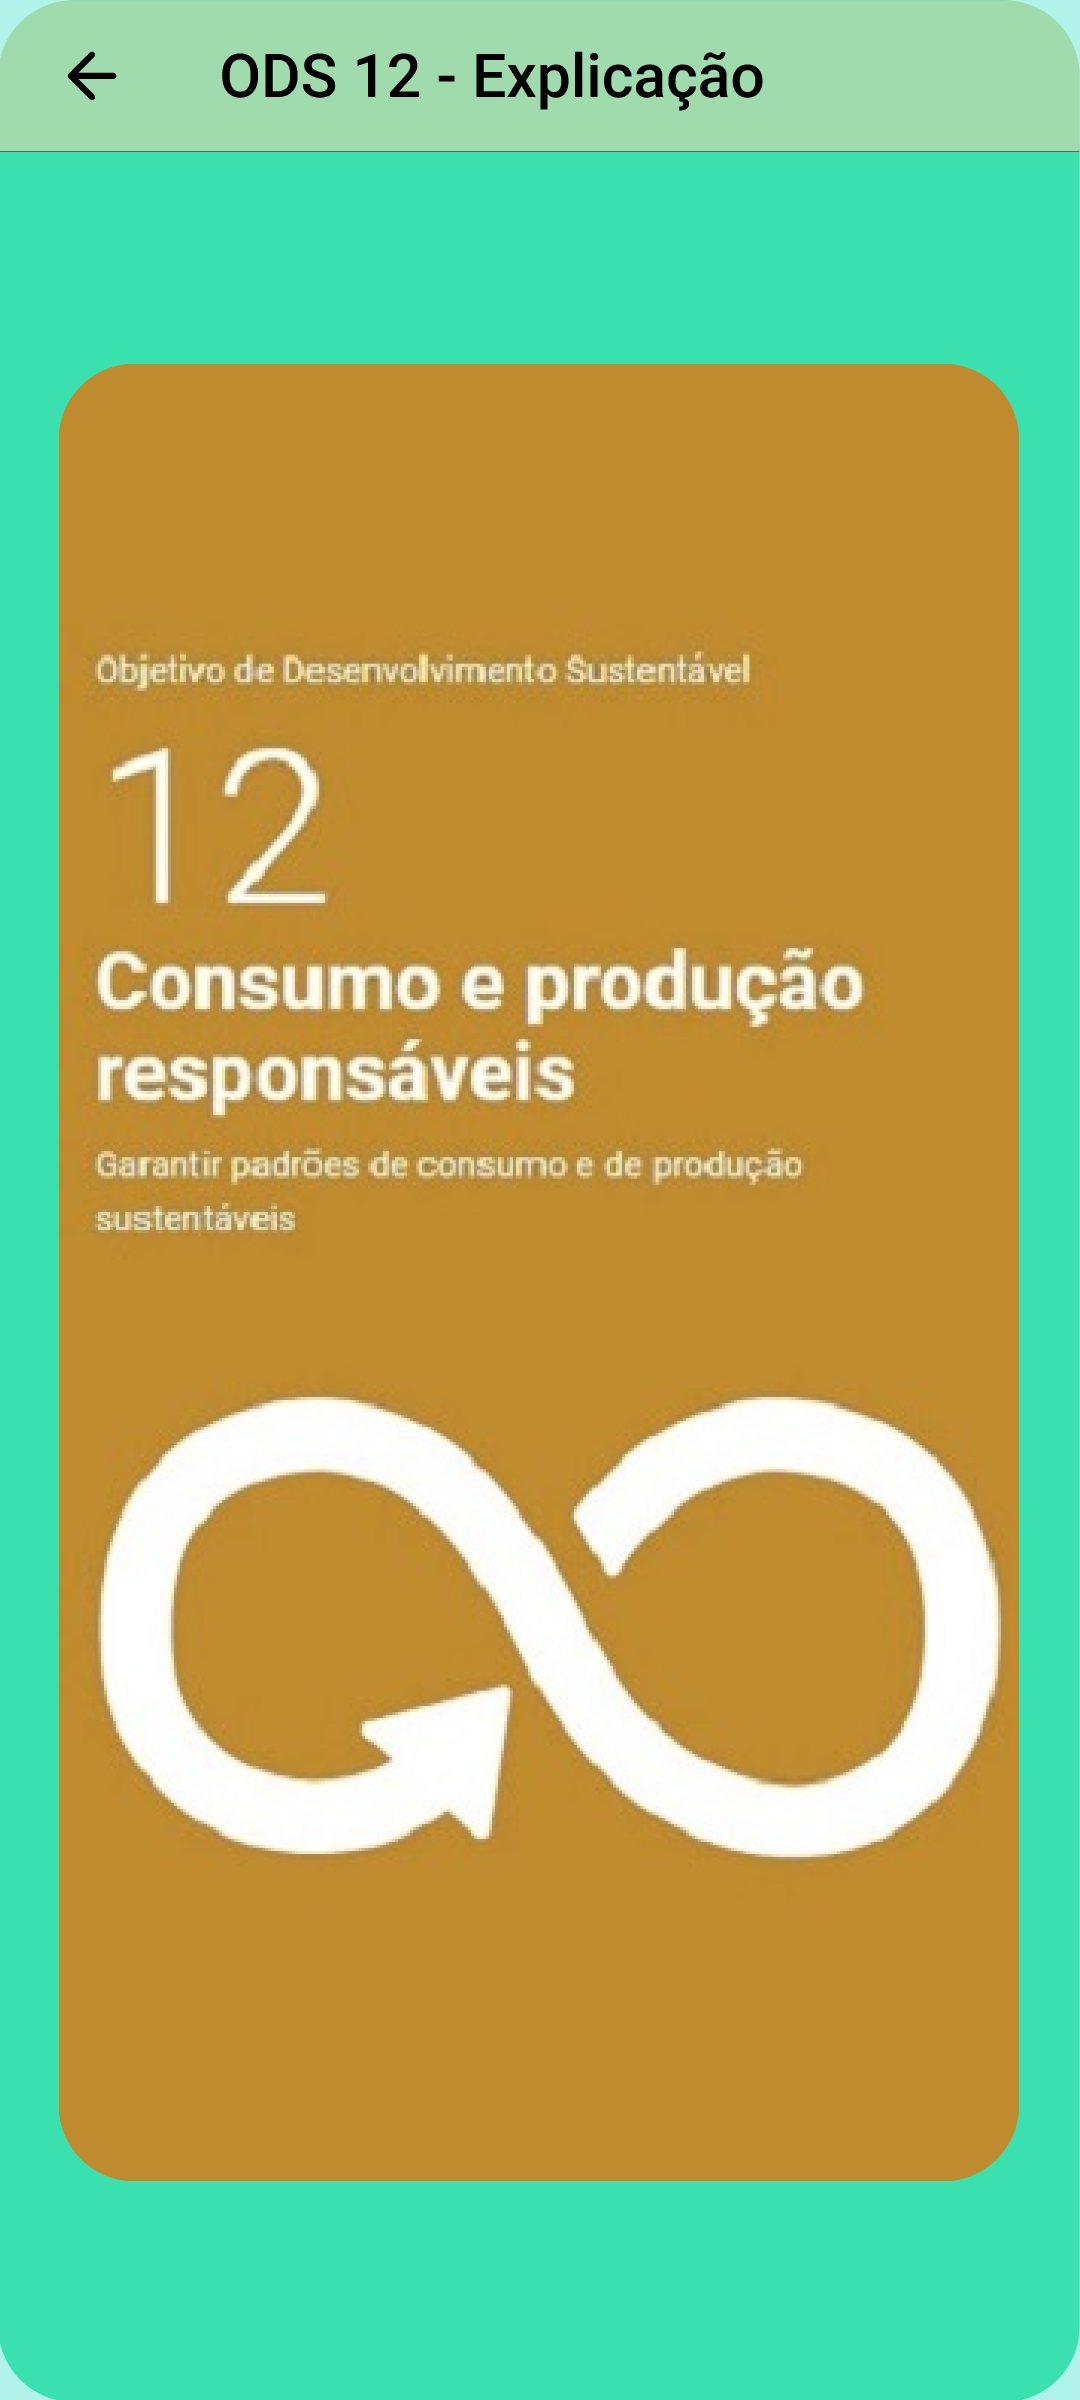 ODS 12 - Explicação
Objetivo de Desenvolvimento Sustentável
12
Consumo e produção
responsáveis
Garantir padrões de consumo e de produção
sustentáveis